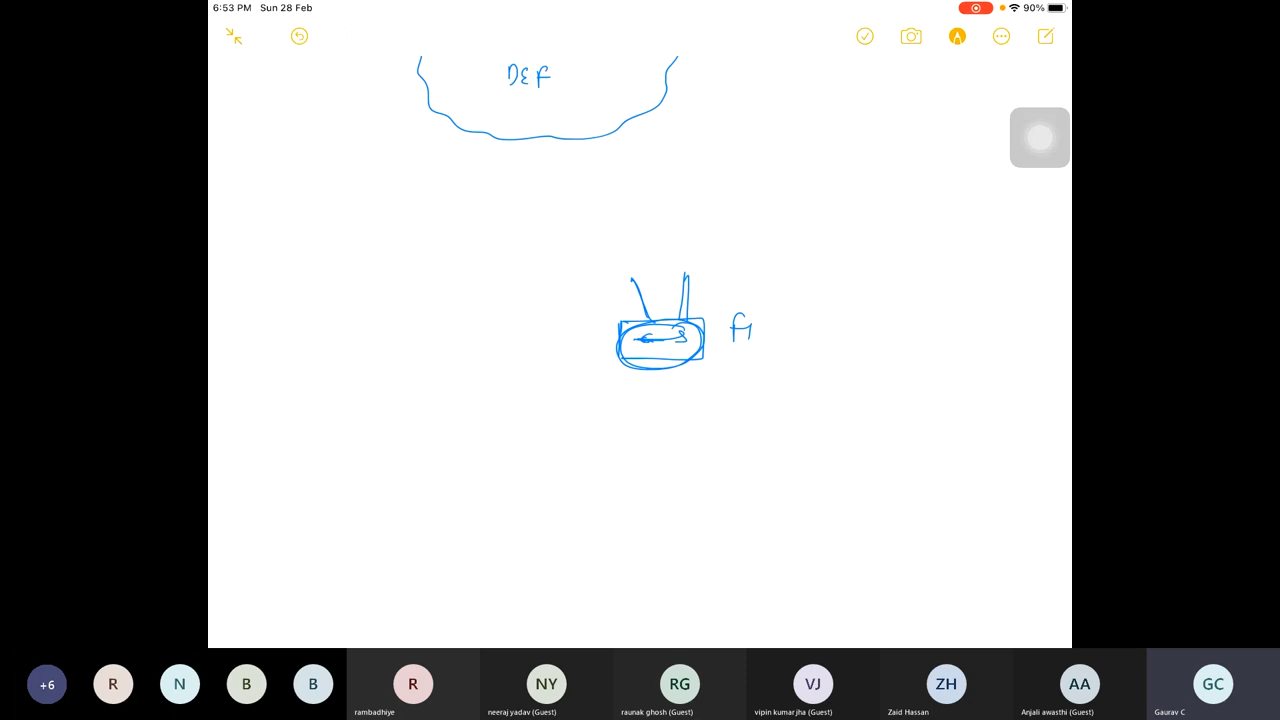 6:53 PM Sun 28 Feb 90%
DEF
+6 R N B B R NY RG VJ ZH AA GC
rambadhiye neeraj yadav (Guest) raunak ghosh (Guest) vipin kumar jha (Guest) Zaid Hassan Anjali awasthi (Guest) Gaurav C